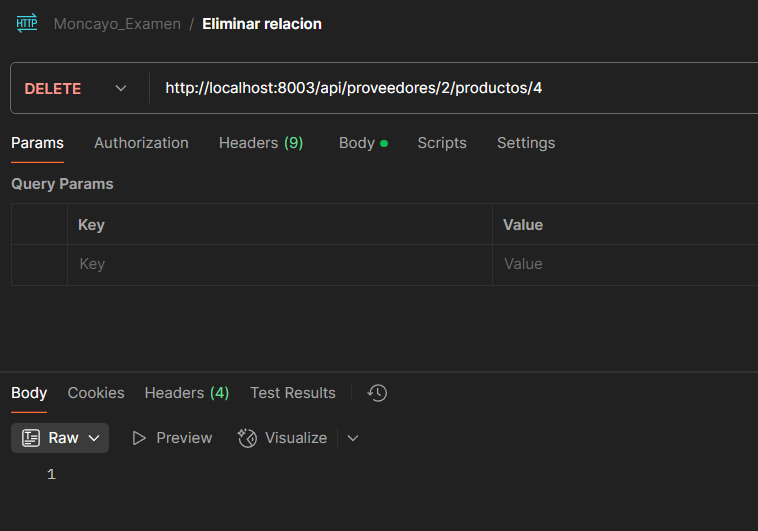 HTTP Moncayo_Examen / Eliminar relacion
DELETE http://localhost:8003/api/proveedores/2/productos/4
Params Authorization Headers (9) Body Scripts Settings
Query Params
Key Value
Key Value
Body Cookies Headers (4) Test Results
Raw Preview Visualize
1